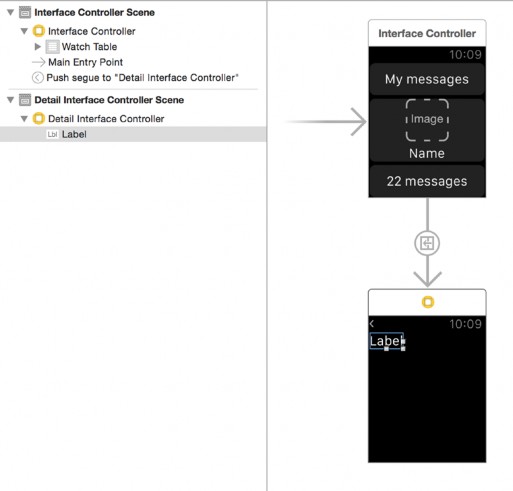 Interface Controller Scene
Interface Controller
Watch Table
Main Entry Point
Push segue to "Detail Interface Controller"
Detail Interface Controller Scene
Detail Interface Controller
Lbl Label
Interface Controller
10:09
My messages
Image
Name
22 messages
10:09
Label